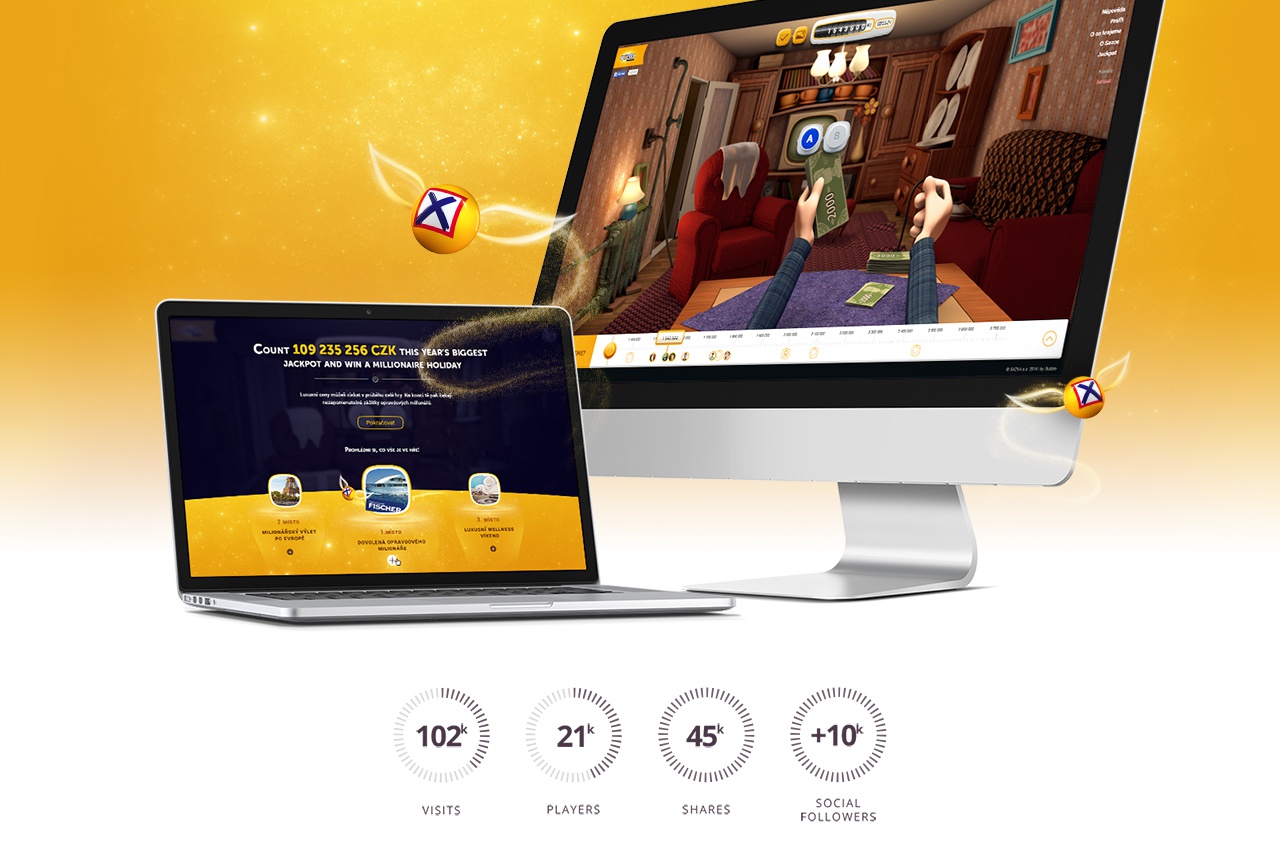 Nápověda
Profil
O co hrajeme
O Sazce
Jackpot
A
B
2000
COUNT 109 235 256 CZK THIS YEAR'S BIGGEST
JACKPOT AND WIN A MILLIONAIRE HOLIDAY
Luxusní ceny můžeš získat v průběhu celé hry. Na konci tě pak čekají
nezapomenutelné zážitky opravdových milionářů.
Pokračovat
PROHLÉDNI SI, CO VŠE JE VE HŘE!
FISCHER
2. MÍSTO
MILIONÁŘSKÝ VÝLET
PO EVROPĚ
1. MÍSTO
DOVOLENÁ OPRAVDOVÉHO
MILIONÁŘE
3. MÍSTO
LUXUSNÍ WELLNESS
VÍKEND
102k
VISITS
21k
PLAYERS
45k
SHARES
+10k
SOCIAL
FOLLOWERS